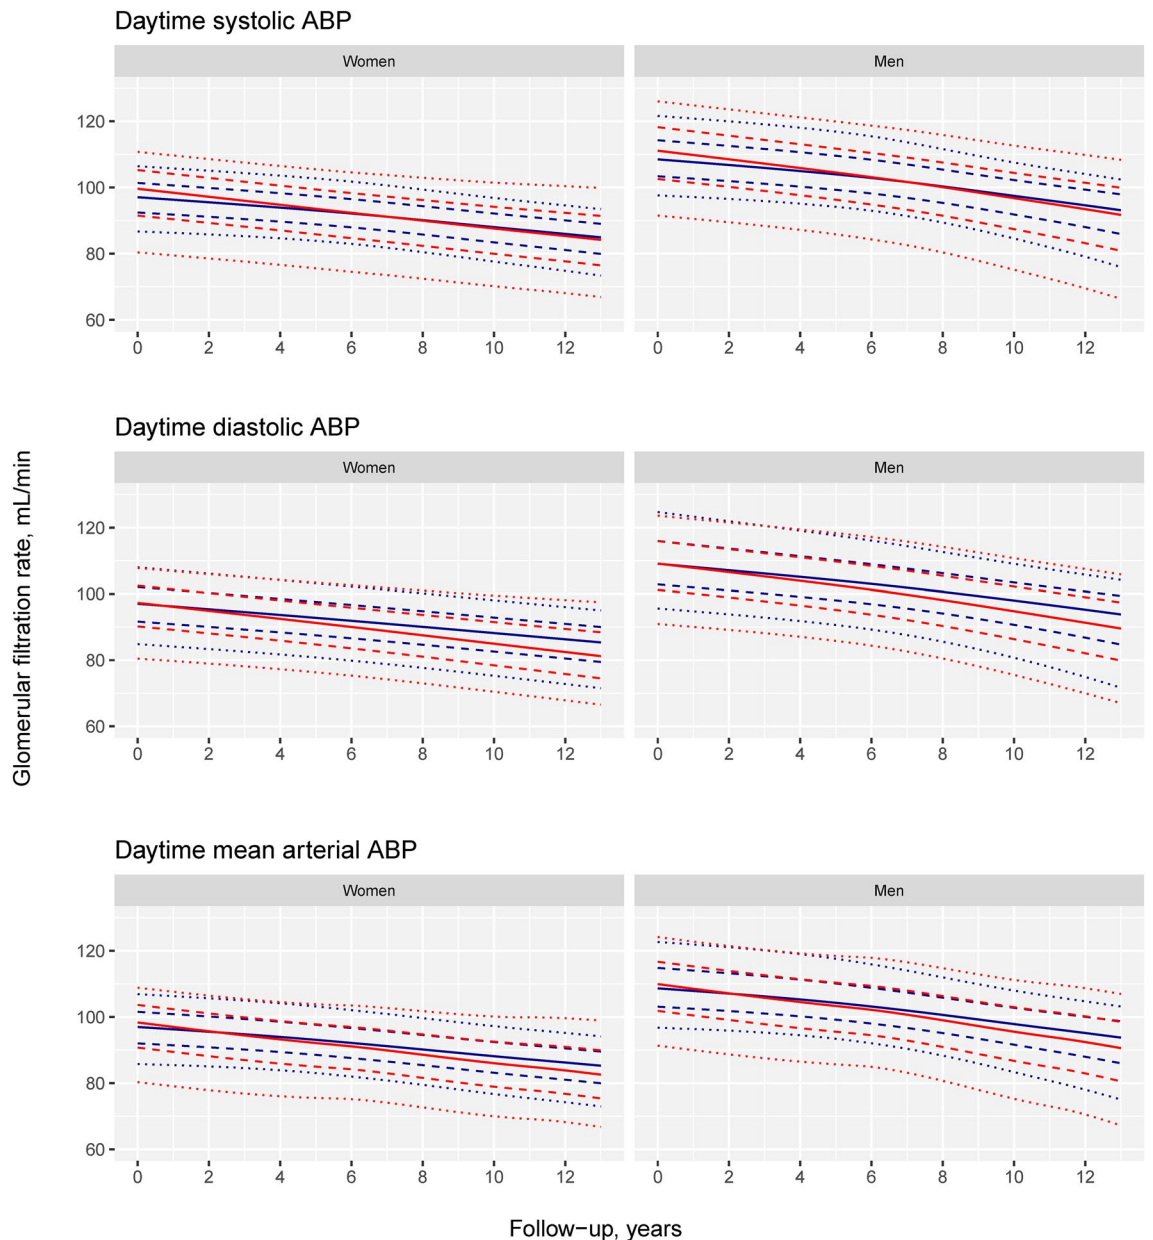 Daytime systolic ABP
Women Men
120
100
80
60
0 2 4 6 8 10 12 0 2 4 6 8 10 12
Daytime diastolic ABP
Women Men
120
100
80
60
0 2 4 6 8 10 12 0 2 4 6 8 10 12
Glomerular filtration rate, mL/min
Daytime mean arterial ABP
Women Men
120
100
80
60
0 2 4 6 8 10 12 0 2 4 6 8 10 12
Follow−up, years